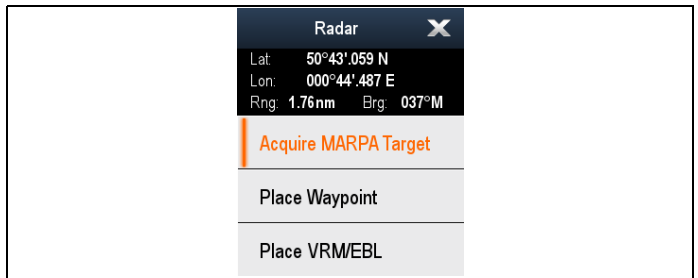 Radar X
Lat: 50°43'.059 N
Lon: 000°44'.487 E
Rng: 1.76nm Brg: 037°M
Acquire MARPA Target
Place Waypoint
Place VRM/EBL